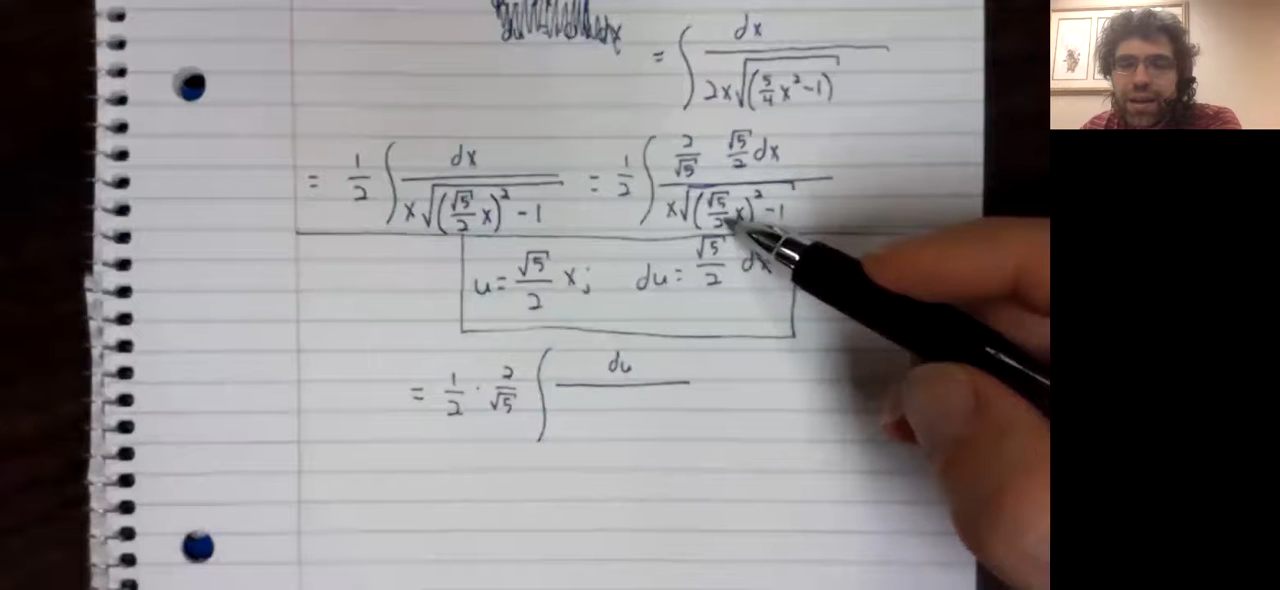 = ∫ dx / 2x√(5/4 x² - 1)
= 1/2 ∫ dx / x√((√5/2 x)² - 1) = 1/2 ∫ 2/√5 √5/2 dx / x√((√5/2 x)² - 1)
u = √5/2 x; du = √5/2 dx
= 1/2 · 2/√5 ∫ du